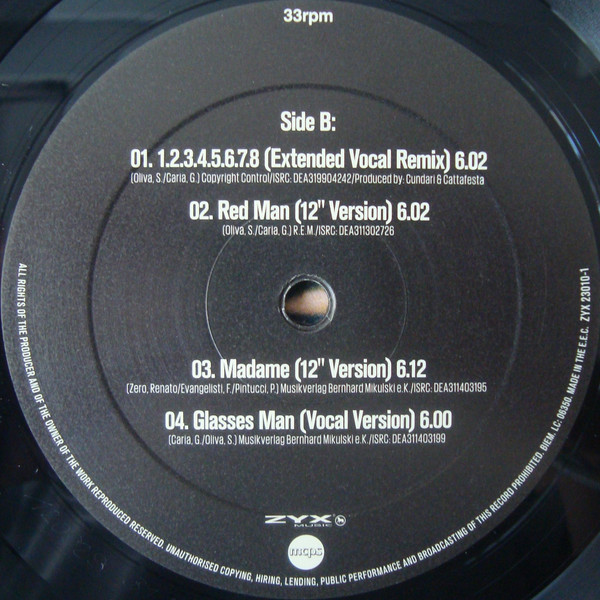 33rpm
Side B:
01. 1.2.3.4.5.6.7.8 (Extended Vocal Remix) 6.02
(Oliva, S./Caria, G.) Copyright Control/ISRC: DEA319904242/Produced by: Cundari & Cattafesta
02. Red Man (12" Version) 6.02
(Oliva, S./Caria, G.) R.E.M./ISRC: DEA311302726
03. Madame (12" Version) 6.12
(Zero, Renato/Evangelisti, F./Pintucci, P.) Musikverlag Bernhard Mikulski e.K./ISRC: DEA311403195
04. Glasses Man (Vocal Version) 6.00
(Caria, G./Oliva, S.) Musikverlag Bernhard Mikulski e.K./ISRC: DEA311403199
ZYX
MUSIC
mcps
ALL RIGHTS OF THE PRODUCER AND OF THE OWNER OF THE WORK REPRODUCED RESERVED. UNAUTHORISED COPYING, HIRING, LENDING, PUBLIC PERFORMANCE AND BROADCASTING OF THIS RECORD PROHIBITED. BIEM. LC: 06350. MADE IN THE E.E.C. ZYX 23010-1